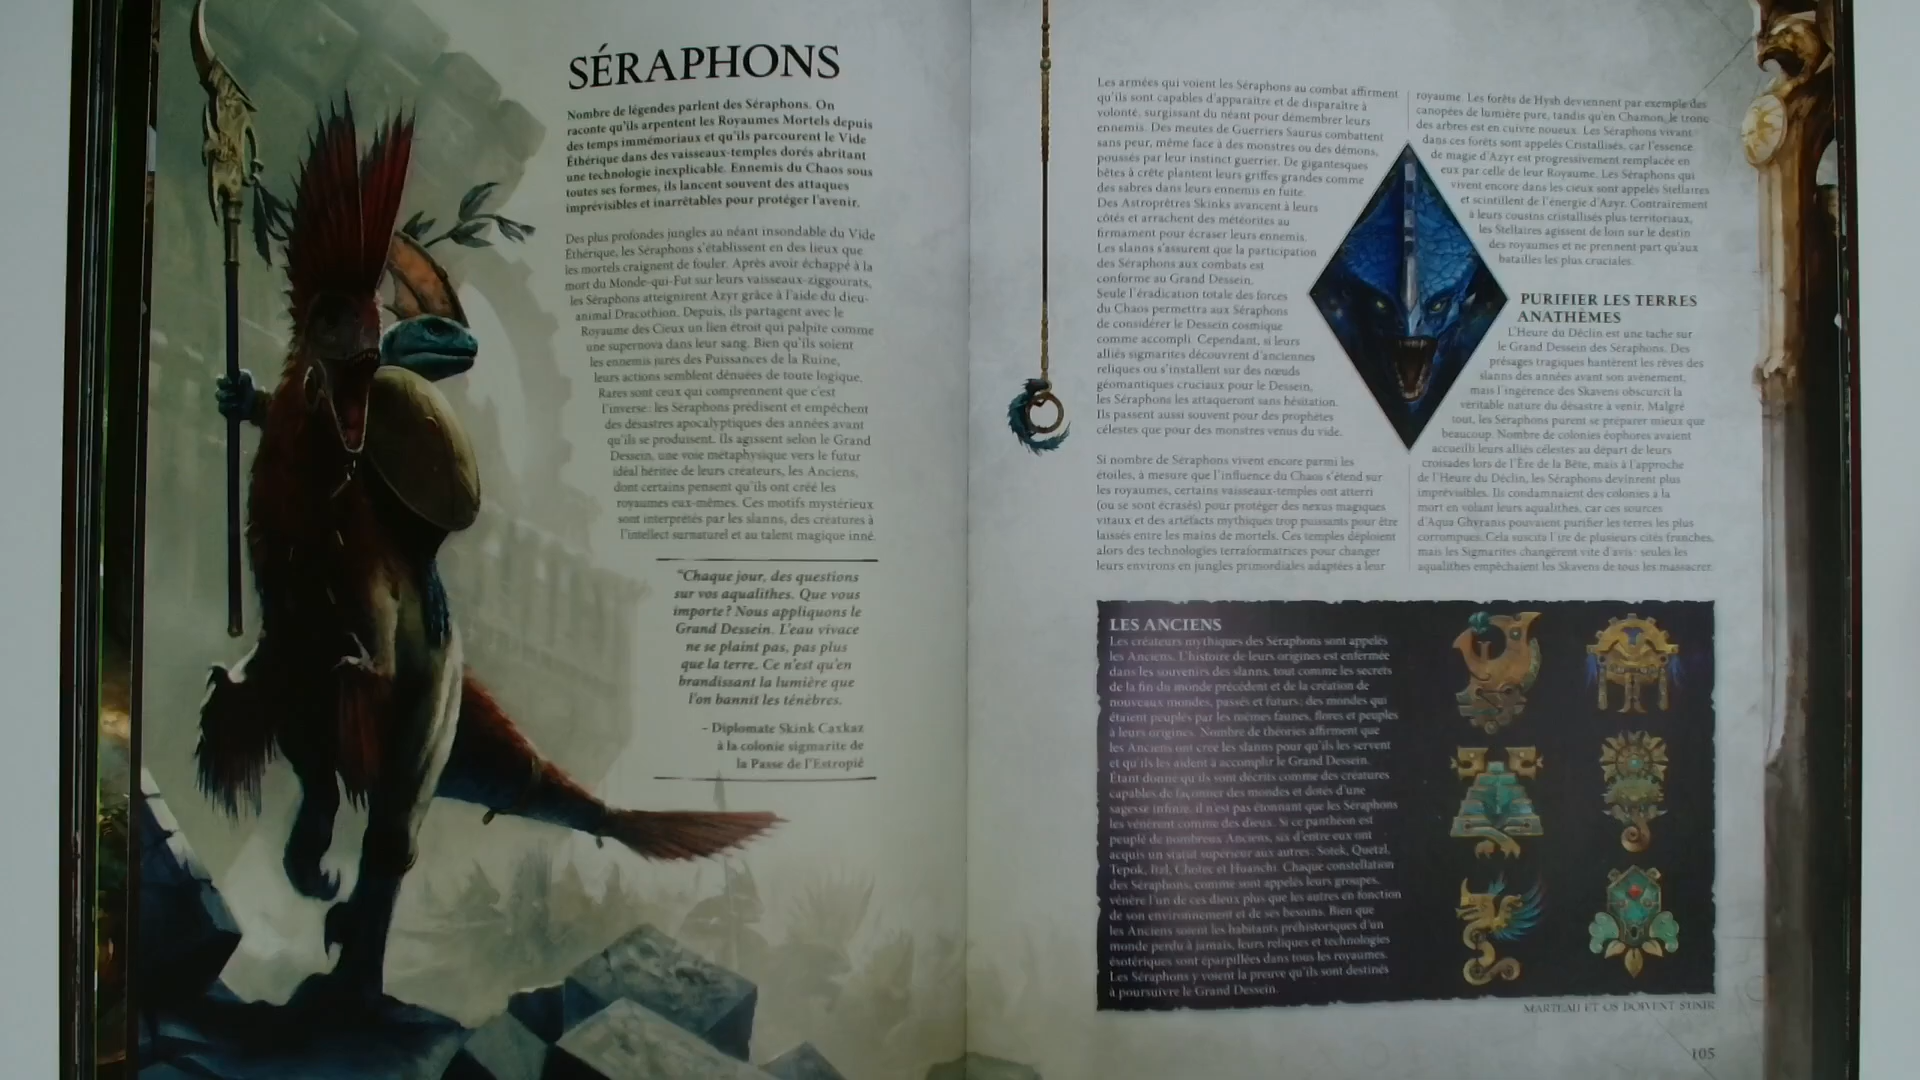 SÉRAPHONS
Nombre de légendes parlent des Séraphons. On
raconte qu'ils arpentent les Royaumes Mortels depuis
des temps immémoriaux et qu'ils parcourent le Vide
Éthérique dans des vaisseaux-temples dorés abritant
une technologie inexplicable. Ennemis du Chaos sous
toutes ses formes, ils lancent souvent des attaques
imprévisibles et inarrêtables pour protéger l'avenir.
Des plus profondes jungles au néant insondable du Vide
Éthérique, les Séraphons s'établissent en des lieux que
les mortels craignent de fouler. Après avoir échappé à la
mort du Monde-qui-Fut sur leurs vaisseaux-ziggourats,
les Séraphons atteignirent Azyr grâce à l'aide du dieu-
animal Dracothion. Depuis, ils partagent avec le
Royaume des Cieux un lien étroit qui palpite comme
une supernova dans leur sang. Bien qu'ils soient
les ennemis jurés des Puissances de la Ruine,
leurs actions semblent dénuées de toute logique.
Rares sont ceux qui comprennent que c'est
l'inverse : les Séraphons prédisent et empêchent
des désastres apocalyptiques des années avant
qu'ils se produisent. Ils agissent selon le Grand
Dessein, une voie métaphysique vers le futur
idéal héritée de leurs créateurs, les Anciens,
dont certains pensent qu'ils ont créé les
royaumes eux-mêmes. Ces motifs mystérieux
sont interprétés par les slanns, des créatures à
l'intellect surnaturel et au talent magique inné.
"Chaque jour, des questions
sur vos aqualithes. Que vous
importe ? Nous appliquons le
Grand Dessein. L'eau vivace
ne se plaint pas, pas plus
que la terre. Ce n'est qu'en
brandissant la lumière que
l'on bannit les ténèbres.
– Diplomate Skink Caxkaz
à la colonie sigmarite de
la Passe de l'Estropié
Les armées qui voient les Séraphons au combat affirment
qu'ils sont capables d'apparaître et de disparaître à
volonté, surgissant du néant pour démembrer leurs
ennemis. Des meutes de Guerriers Saurus combattent
sans peur, même face à des monstres ou des démons,
poussés par leur instinct guerrier. De gigantesques
bêtes à crête plantent leurs griffes grandes comme
des sabres dans leurs ennemis en fuite.
Des Astroprêtres Skinks avancent à leurs
côtés et arrachent des météorites au
firmament pour écraser leurs ennemis.
Les slanns s'assurent que la participation
des Séraphons aux combats est
conforme au Grand Dessein.
Seule l'éradication totale des forces
du Chaos permettra aux Séraphons
de considérer le Dessein cosmique
comme accompli. Cependant, si leurs
alliés sigmarites découvrent d'anciennes
reliques ou s'installent sur des nœuds
géomantiques cruciaux pour le Dessein,
les Séraphons les attaqueront sans hésitation.
Ils passent aussi souvent pour des prophètes
célestes que pour des monstres venus du vide.
Si nombre de Séraphons vivent encore parmi les
étoiles, à mesure que l'influence du Chaos s'étend sur
les royaumes, certains vaisseaux-temples ont atterri
(ou se sont écrasés) pour protéger des nexus magiques
vitaux et des artefacts mythiques trop puissants pour être
laissés entre les mains de mortels. Ces temples déploient
alors des technologies terraformatrices pour changer
leurs environs en jungles primordiales adaptées à leur
royaume. Les forêts de Hysh deviennent par exemple des
canopées de lumière pure, tandis qu'en Chamon, le tronc
des arbres est en cuivre noueux. Les Séraphons vivant
dans ces forêts sont appelés Cristallisés, car l'essence
de magie d'Azyr est progressivement remplacée en
eux par celle de leur Royaume. Les Séraphons qui
vivent encore dans les cieux sont appelés Stellaires
et scintillent de l'énergie d'Azyr. Contrairement
à leurs cousins cristallisés plus territoriaux,
les Stellaires agissent de loin sur le destin
des royaumes et ne prennent part qu'aux
batailles les plus cruciales.
PURIFIER LES TERRES
ANATHÈMES
L'Heure du Déclin est une tache sur
le Grand Dessein des Séraphons. Des
présages tragiques hantèrent les rêves des
slanns des années avant son avènement,
mais l'ingérence des Skavens obscurcit la
véritable nature du désastre à venir. Malgré
tout, les Séraphons purent se préparer mieux que
beaucoup. Nombre de colonies éophores avaient
accueilli leurs alliés célestes au départ de leurs
croisades lors de l'Ère de la Bête, mais à l'approche
de l'Heure du Déclin, les Séraphons devinrent plus
imprévisibles. Ils condamnaient des colonies à la
mort en volant leurs aqualithes, car ces sources
d'Aqua Ghyranis pouvaient purifier les terres les plus
corrompues. Cela suscita l'ire de plusieurs cités franches,
mais les Sigmarites changèrent vite d'avis : seules les
aqualithes empêchaient les Skavens de tous les massacrer.
LES ANCIENS
Les créateurs mythiques des Séraphons sont appelés
les Anciens. L'histoire de leurs origines est enfermée
dans les souvenirs des slanns, tout comme les secrets
de la fin du monde précédent et de la création de
nouveaux mondes, passés et futurs ; des mondes qui
étaient peuplés par les mêmes faunes, flores et peuples
à leurs origines. Nombre de théories affirment que
les Anciens ont créé les slanns pour qu'ils les servent
et qu'ils les aident à accomplir le Grand Dessein.
Étant donné qu'ils sont décrits comme des créatures
capables de façonner des mondes et dotés d'une
sagesse infinie, il n'est pas étonnant que les Séraphons
les vénèrent comme des dieux. Si ce panthéon est
peuplé de nombreux Anciens, six d'entre eux ont
acquis un statut supérieur aux autres : Sotek, Quetzl,
Tepok, Itzl, Chotec et Huanchi. Chaque constellation
des Séraphons, comme sont appelés leurs groupes,
vénère l'un de ces dieux plus que les autres en fonction
de son environnement et de ses besoins. Bien que
les Anciens soient les habitants préhistoriques d'un
monde perdu à jamais, leurs reliques et technologies
ésotériques sont éparpillées dans tous les royaumes.
Les Séraphons y voient la preuve qu'ils sont destinés
à poursuivre le Grand Dessein.
MARTEAU ET OS DOIVENT S'UNIR
105